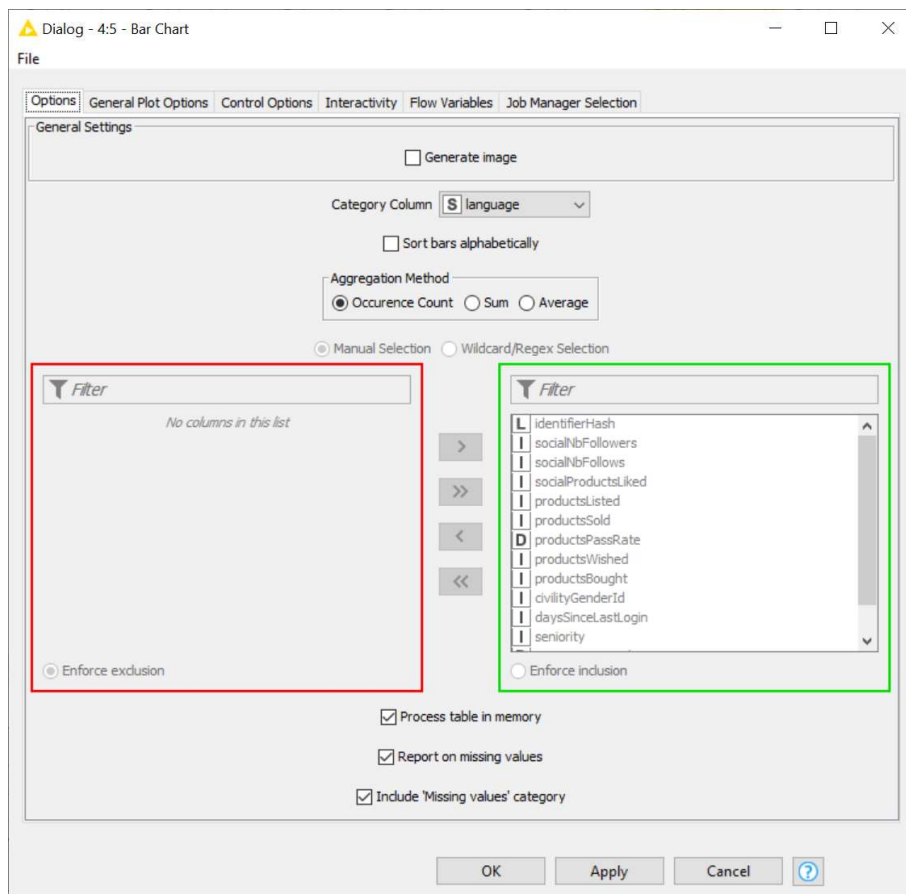 Dialog - 4:5 - Bar Chart
File
Options General Plot Options Control Options Interactivity Flow Variables Job Manager Selection
General Settings
Generate image
Category Column S language
Sort bars alphabetically
Aggregation Method
Occurence Count Sum Average
Manual Selection Wildcard/Regex Selection
Filter
No columns in this list
Enforce exclusion
>
>>
<
<<
Filter
L identifierHash
I socialNbFollowers
I socialNbFollows
I socialProductsLiked
I productsListed
I productsSold
D productsPassRate
I productsWished
I productsBought
I civilityGenderId
I daysSinceLastLogin
I seniority
Enforce inclusion
Process table in memory
Report on missing values
Include 'Missing values' category
OK Apply Cancel ?